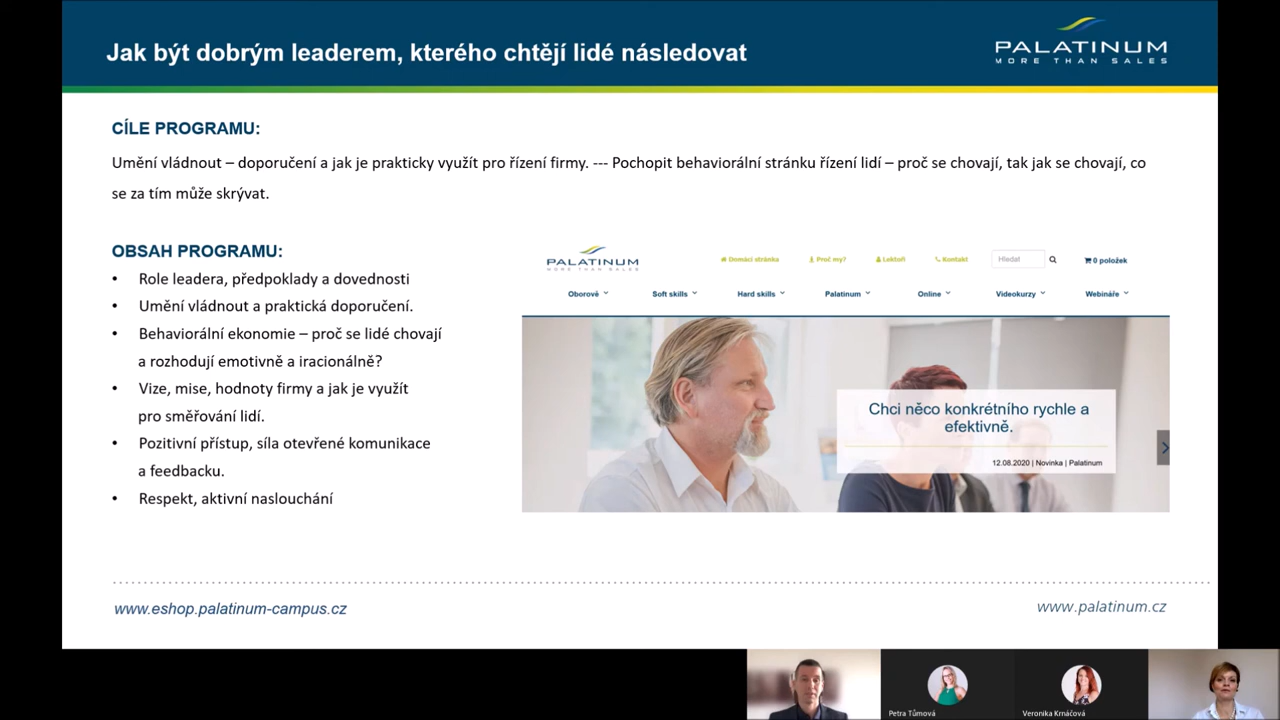 Jak být dobrým leaderem, kterého chtějí lidé následovat
PALATINUM
MORE THAN SALES
CÍLE PROGRAMU:
Umění vládnout – doporučení a jak je prakticky využít pro řízení firmy. --- Pochopit behaviorální stránku řízení lidí – proč se chovají, tak jak se chovají, co
se za tím může skrývat.
OBSAH PROGRAMU:
• Role leadera, předpoklady a dovednosti
• Umění vládnout a praktická doporučení.
• Behaviorální ekonomie – proč se lidé chovají
a rozhodují emotivně a iracionálně?
• Vize, mise, hodnoty firmy a jak je využít
pro směřování lidí.
• Pozitivní přístup, síla otevřené komunikace
a feedbacku.
• Respekt, aktivní naslouchání
PALATINUM
MORE THAN SALES
Domácí stránka Proč my? Lektoři Kontakt Hledat 0 položek
Oborově Soft skills Hard skills Palatinum Online Videokurzy Webináře
Chci něco konkrétního rychle a
efektivně.
12.08.2020 | Novinka | Palatinum
www.eshop.palatinum-campus.cz
www.palatinum.cz
Petra Tůmová
Veronika Krnáčová